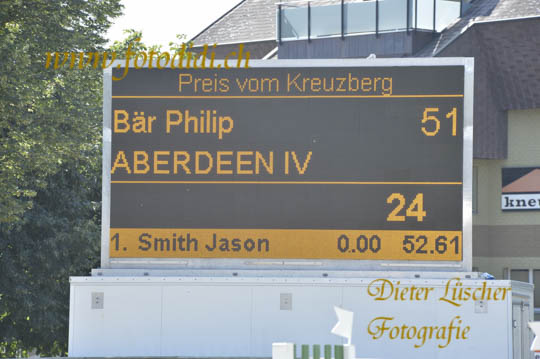 www.fotodidi.ch
Preis vom Kreuzberg
Bär Philip 51
ABERDEEN IV
24
1. Smith Jason 0.00 52.61
kneu
Dieter Lüscher
Fotografie